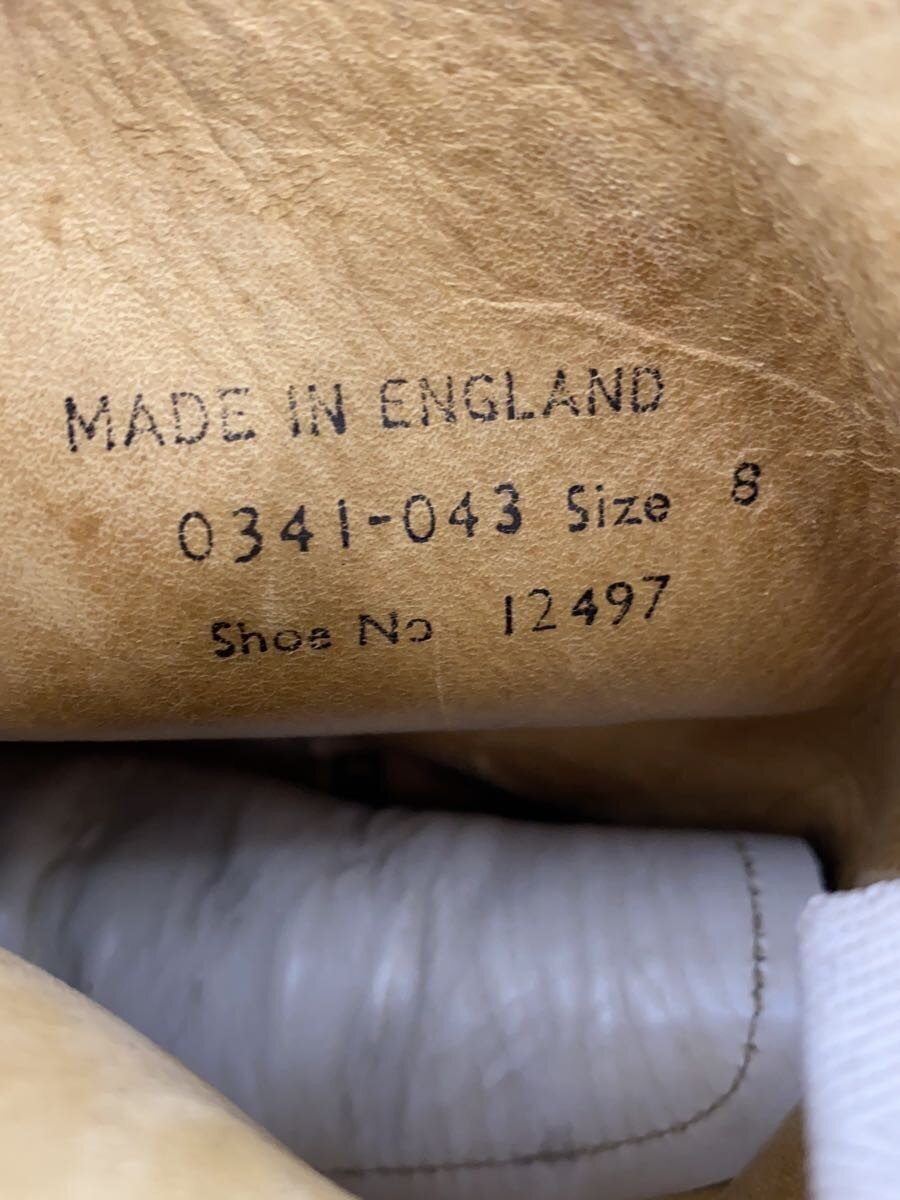 MADE IN ENGLAND
0341-043 Size 8
Shoe No 12497